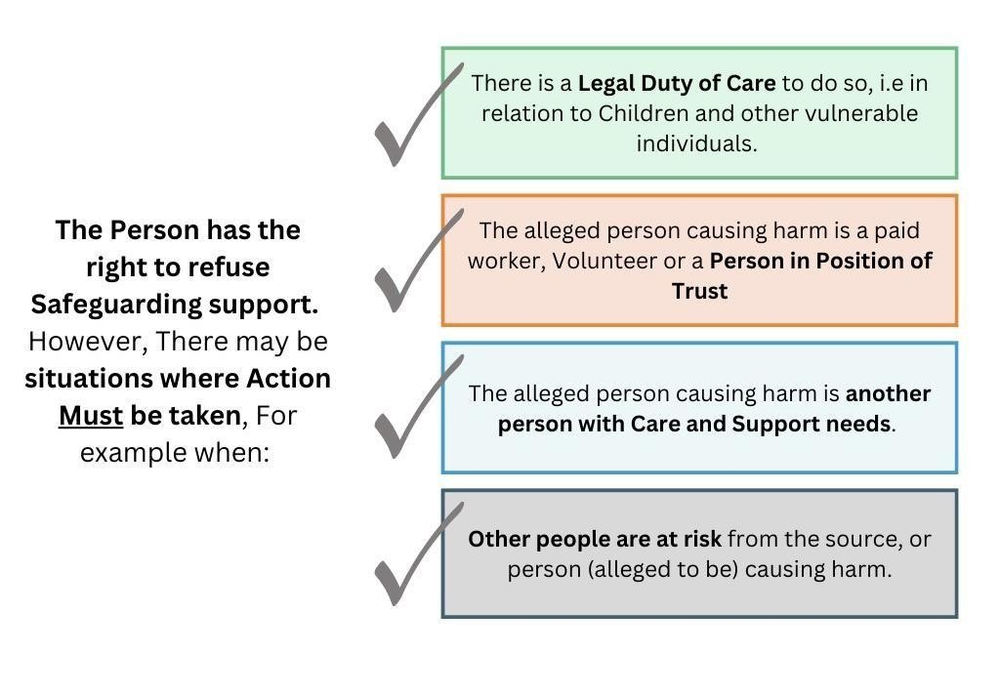 The Person has the
right to refuse
Safeguarding support.
However, There may be
situations where Action
Must be taken, For
example when:
There is a Legal Duty of Care to do so, i.e in
relation to Children and other vulnerable
individuals.
The alleged person causing harm is a paid
worker, Volunteer or a Person in Position of
Trust
The alleged person causing harm is another
person with Care and Support needs.
Other people are at risk from the source, or
person (alleged to be) causing harm.